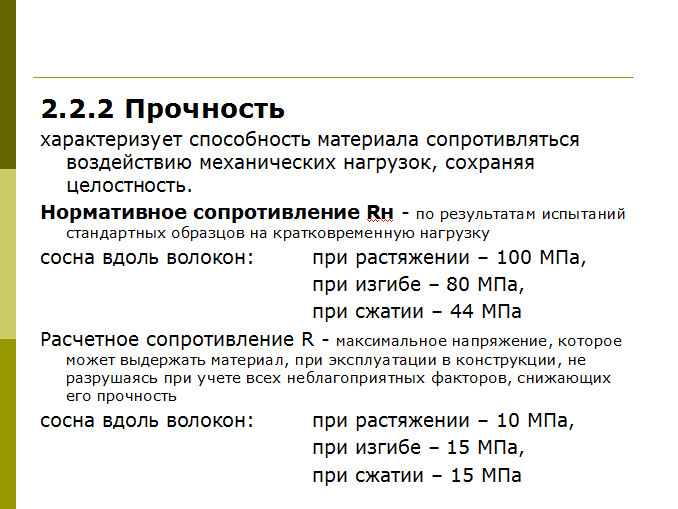 2.2.2 Прочность
характеризует способность материала сопротивляться
воздействию механических нагрузок, сохраняя
целостность.
Нормативное сопротивление Rн - по результатам испытаний
стандартных образцов на кратковременную нагрузку
сосна вдоль волокон: при растяжении – 100 МПа,
при изгибе – 80 МПа,
при сжатии – 44 МПа
Расчетное сопротивление R - максимальное напряжение, которое
может выдержать материал, при эксплуатации в конструкции, не
разрушаясь при учете всех неблагоприятных факторов, снижающих
его прочность
сосна вдоль волокон: при растяжении – 10 МПа,
при изгибе – 15 МПа,
при сжатии – 15 МПа